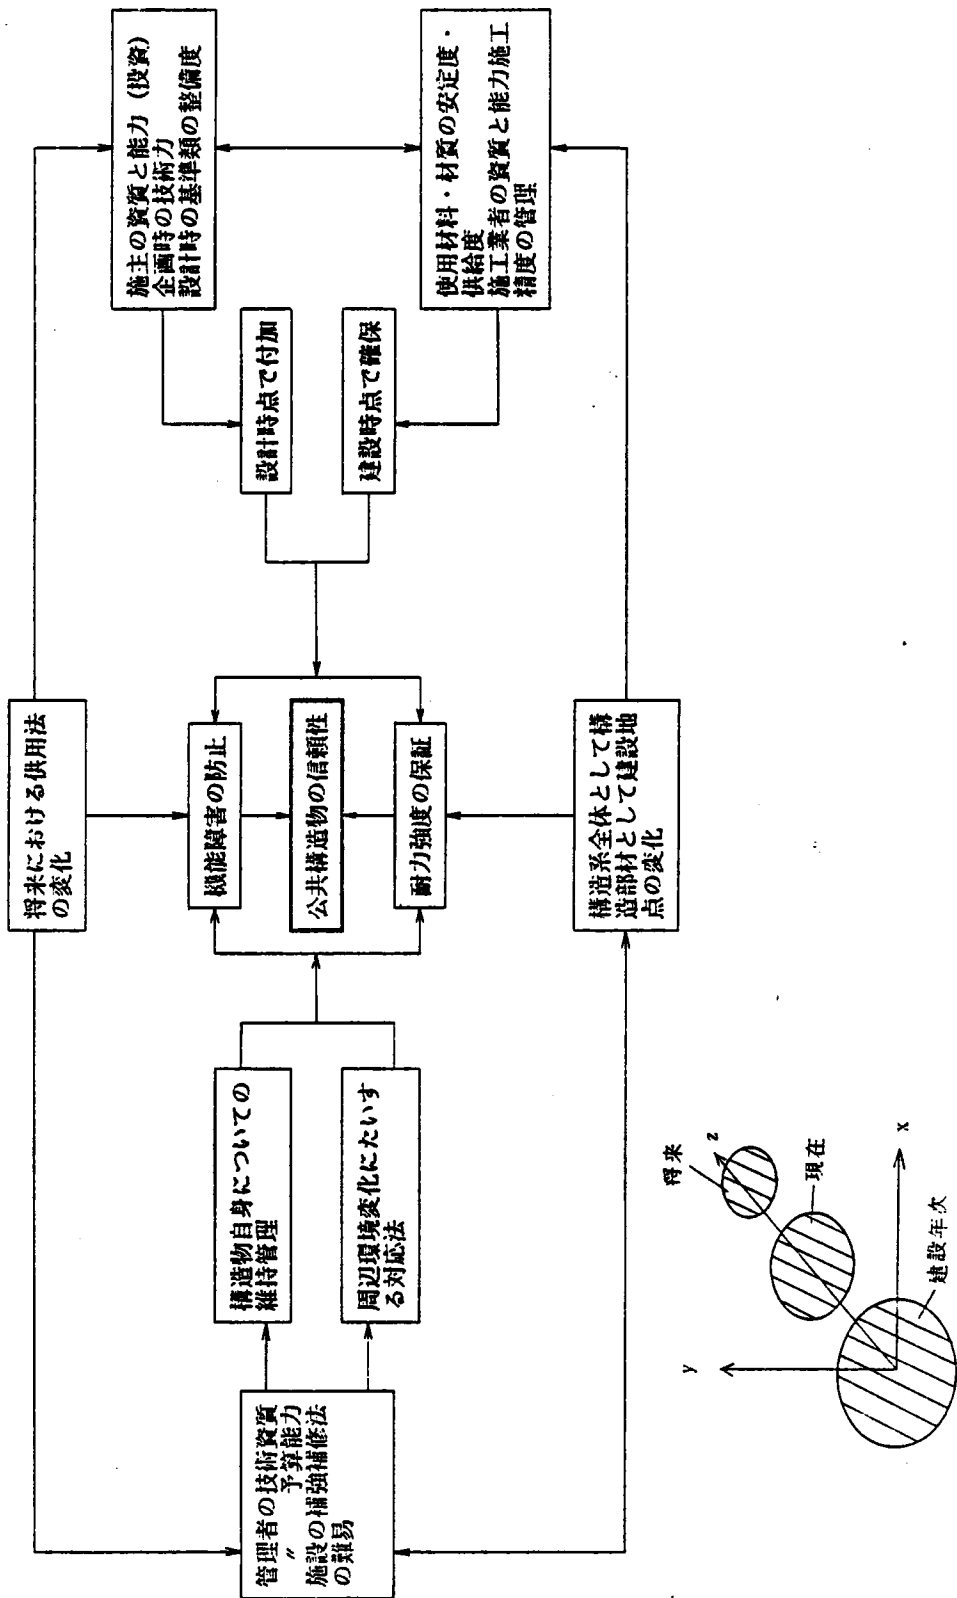 将来における供用法
の変化
施主の資質と能力（投資）
企画時の技術力
設計時の基準類の整備度
設計時点で付加
建設時点で確保
使用材料・材質の安定度・
供給度
施工業者の資質と能力施工
精度の管理
機能障害の防止
公共構造物の信頼性
耐力強度の保証
構造物自身についての
維持管理
周辺環境変化にたいす
る対応法
管理者の技術資質
〃 予算能力
施設の補強補修法
の難易
構造系全体として構
造部材として建設地
点の変化
y
x
z
将来
現在
建設年次